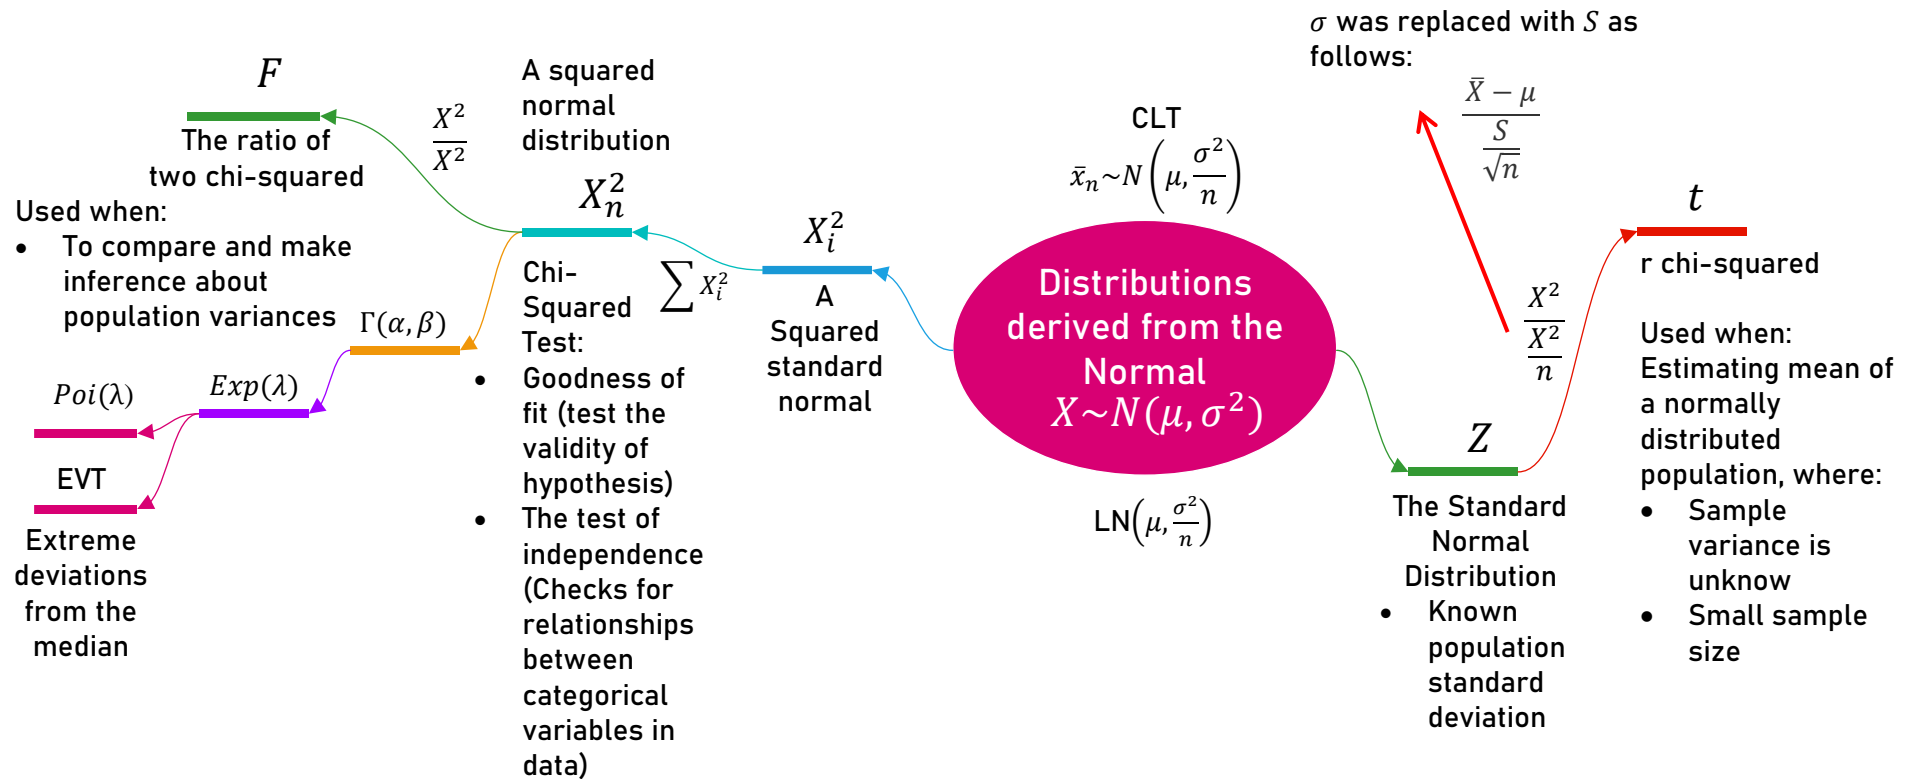 F
The ratio of
two chi-squared
Used when:
• To compare and make
inference about
population variances
X²
X²
A squared
normal
distribution
X²ₙ
Chi-
Squared
Test:
• Goodness of
fit (test the
validity of
hypothesis)
• The test of
independence
(Checks for
relationships
between
categorical
variables in
data)
Γ(α, β)
Exp(λ)
Poi(λ)
EVT
Extreme
deviations
from the
median
∑ X²ᵢ
X²ᵢ
A
Squared
standard
normal
CLT
x̄ₙ~N(μ, σ²/n)
Distributions
derived from the
Normal
X~N(μ, σ²)
LN(μ, σ²/n)
σ was replaced with S as
follows:
X̄ − μ
S
√n
X²
X²
n
Z
The Standard
Normal
Distribution
• Known
population
standard
deviation
t
r chi-squared
Used when:
Estimating mean of
a normally
distributed
population, where:
• Sample
variance is
unknow
• Small sample
size